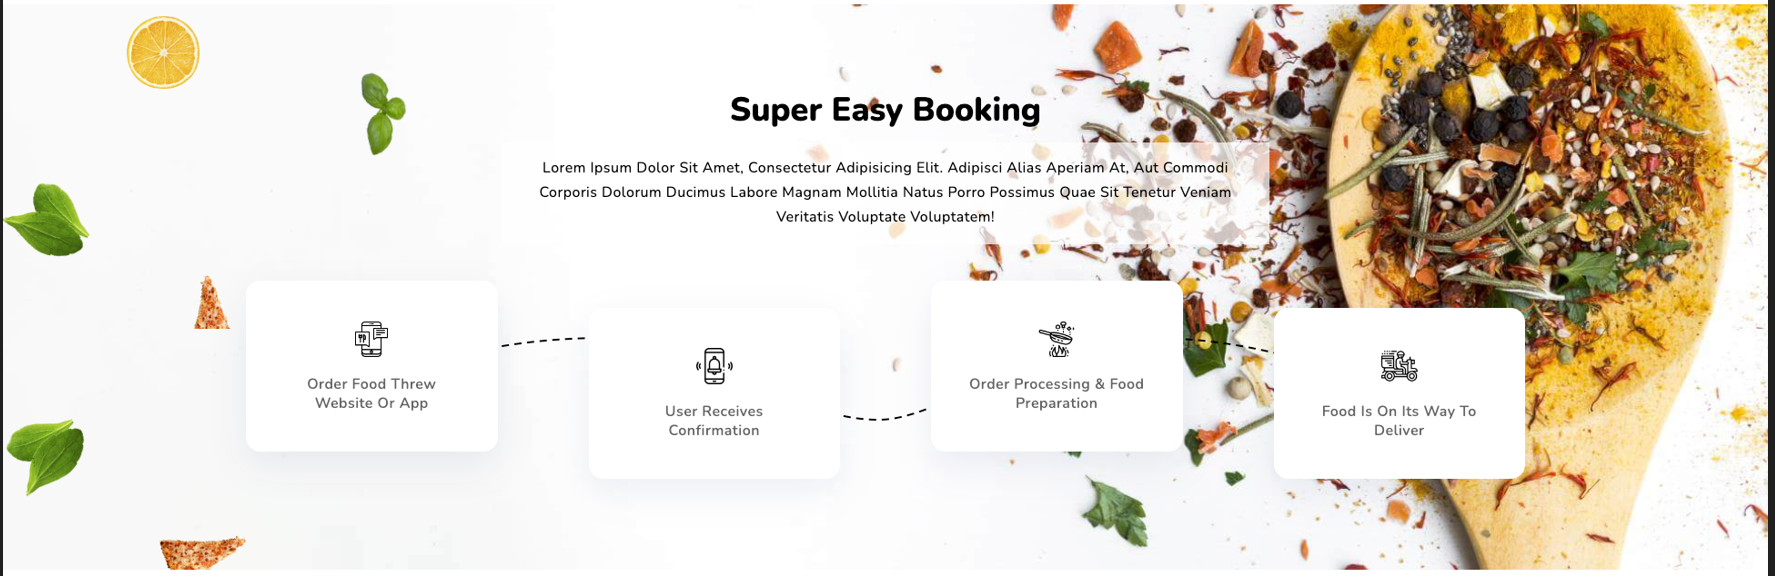 Super Easy Booking
Lorem Ipsum Dolor Sit Amet, Consectetur Adipisicing Elit. Adipisci Alias Aperiam At, Aut Commodi
Corporis Dolorum Ducimus Labore Magnam Mollitia Natus Porro Possimus Quae Sit Tenetur Veniam
Veritatis Voluptate Voluptatem!
Order Food Threw
Website Or App
User Receives
Confirmation
Order Processing & Food
Preparation
Food Is On Its Way To
Deliver